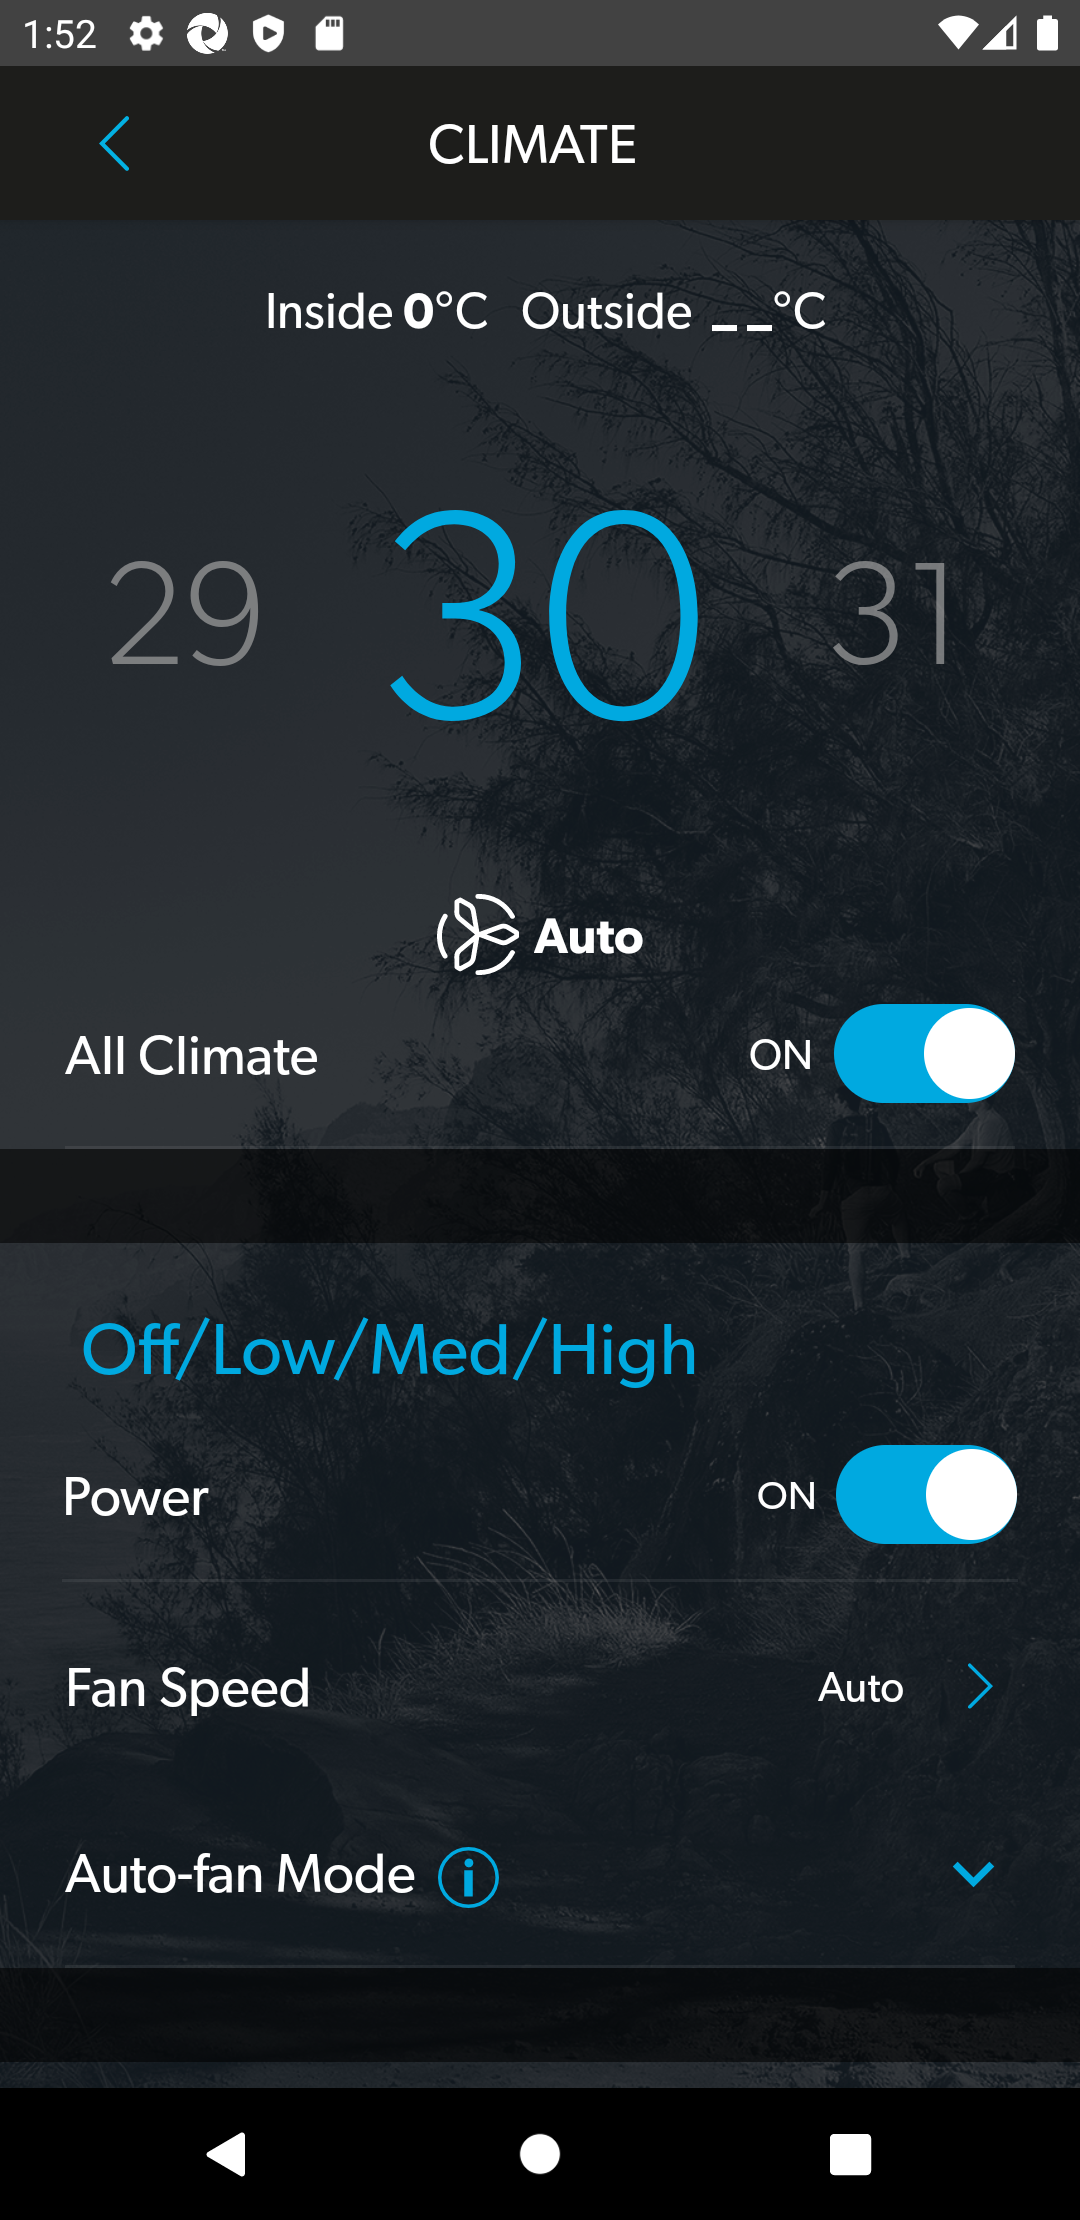 1:52
CLIMATE
Inside 0°C Outside __°C
29 30 31
Auto
All Climate ON
Off/Low/Med/High
Power ON
Fan Speed Auto
Auto-fan Mode i